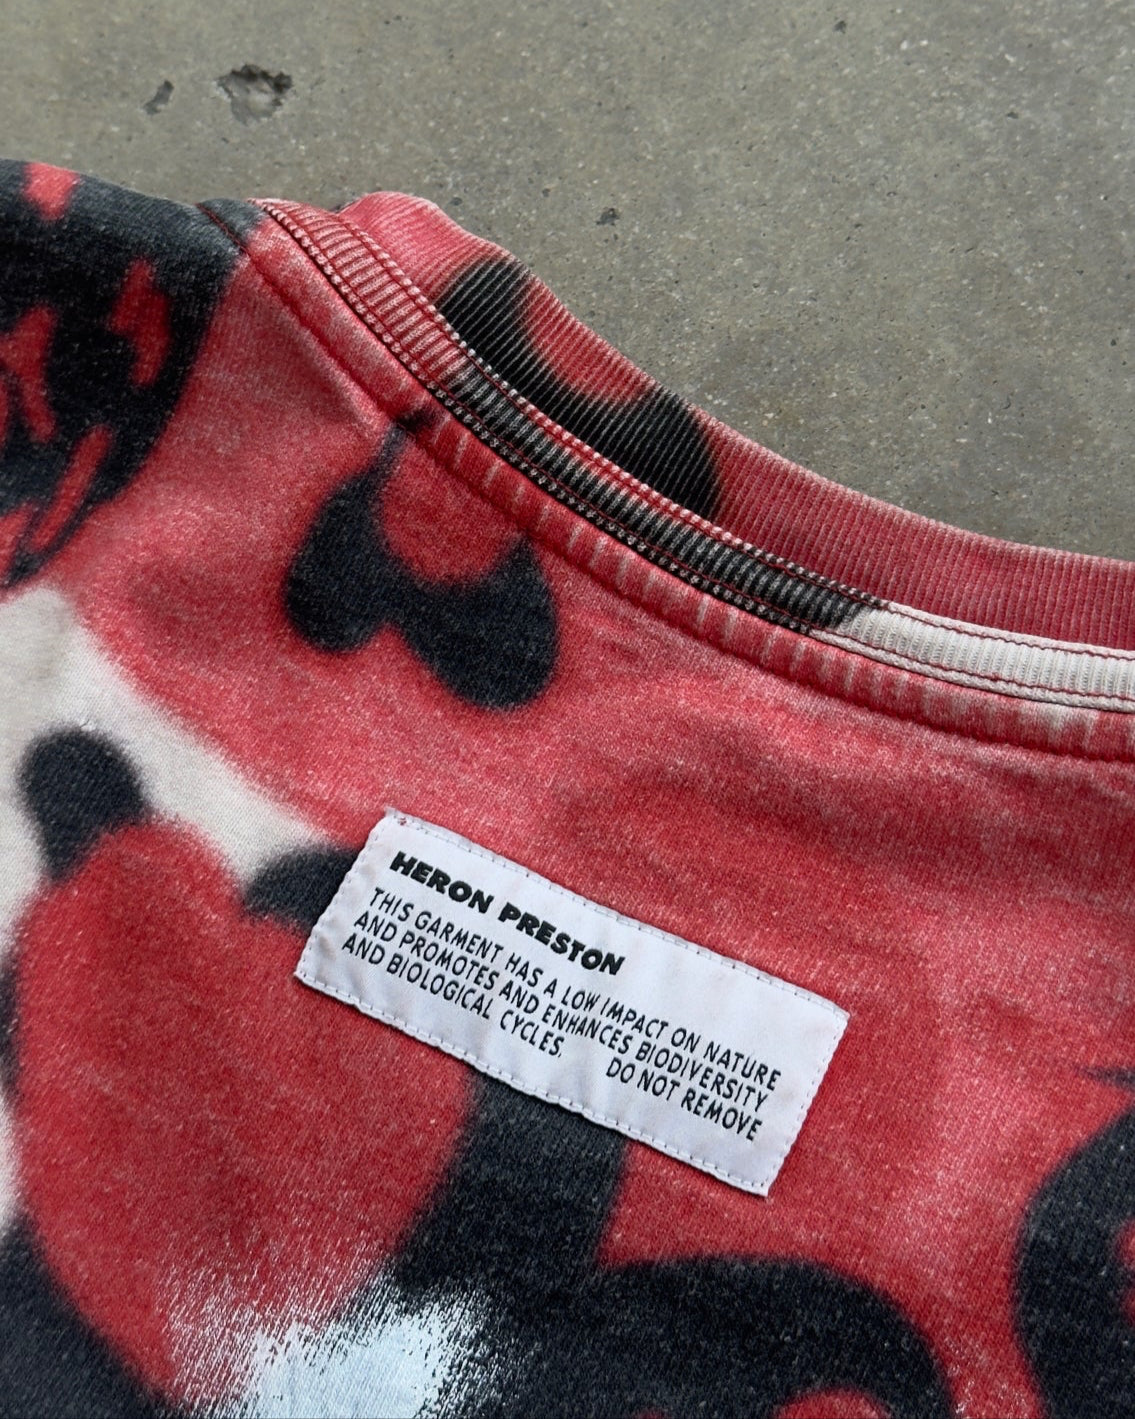 HERON PRESTON
THIS GARMENT HAS A LOW IMPACT ON NATURE
AND PROMOTES AND ENHANCES BIODIVERSITY
AND BIOLOGICAL CYCLES. DO NOT REMOVE